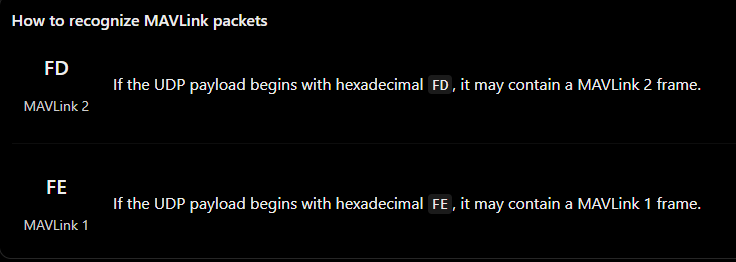 How to recognize MAVLink packets
FD
MAVLink 2
If the UDP payload begins with hexadecimal FD, it may contain a MAVLink 2 frame.
FE
MAVLink 1
If the UDP payload begins with hexadecimal FE, it may contain a MAVLink 1 frame.